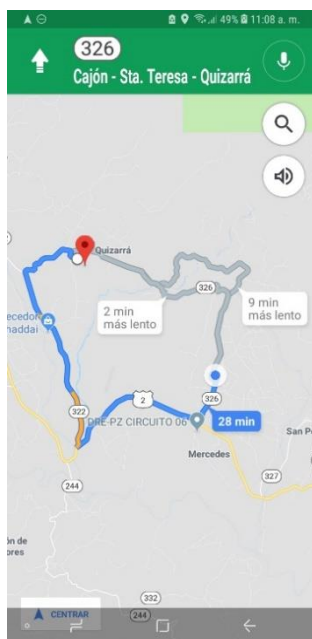 49% 11:08 a. m.
326
Cajón - Sta. Teresa - Quizarrá
Quizarrá
326
2 min
más lento
9 min
más lento
322
2
326
PRE-PZ CIRCUITO 06
28 min
Mercedes
San P
327
244
332
244
CENTRAR